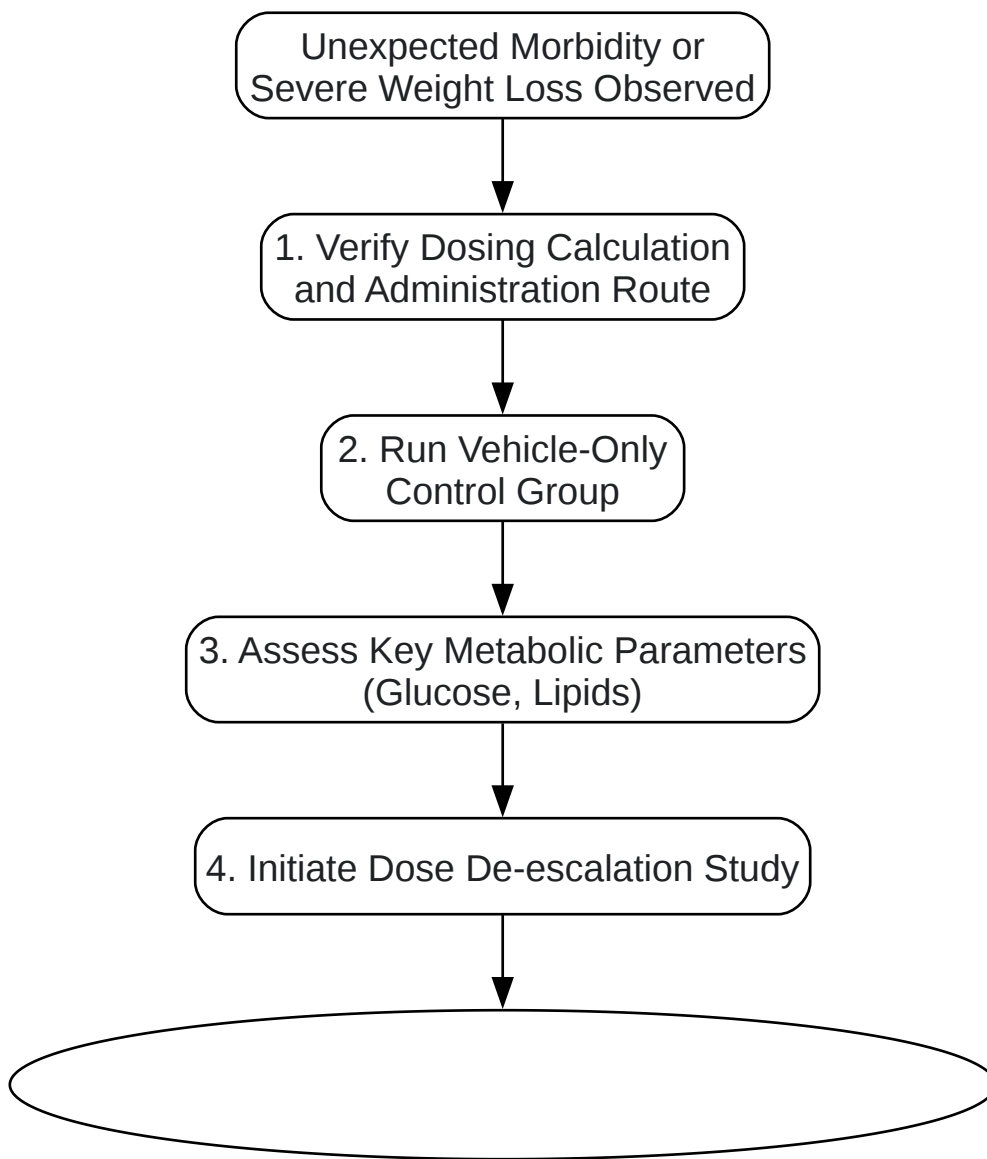 Unexpected Morbidity or
Severe Weight Loss Observed
1. Verify Dosing Calculation
and Administration Route
2. Run Vehicle-Only
Control Group
3. Assess Key Metabolic Parameters
(Glucose, Lipids)
4. Initiate Dose De-escalation Study